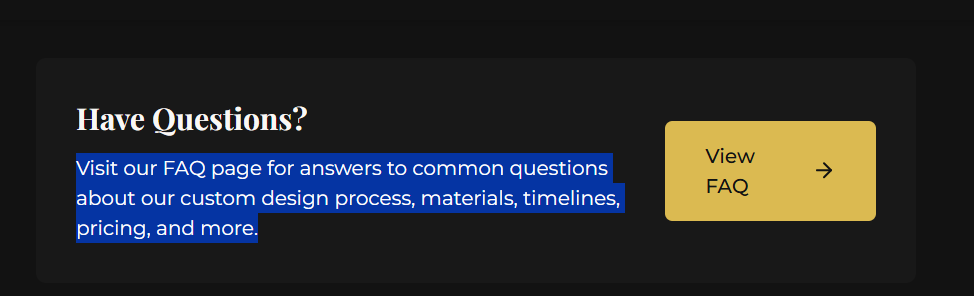 Have Questions?
Visit our FAQ page for answers to common questions
about our custom design process, materials, timelines,
pricing, and more.
View
FAQ